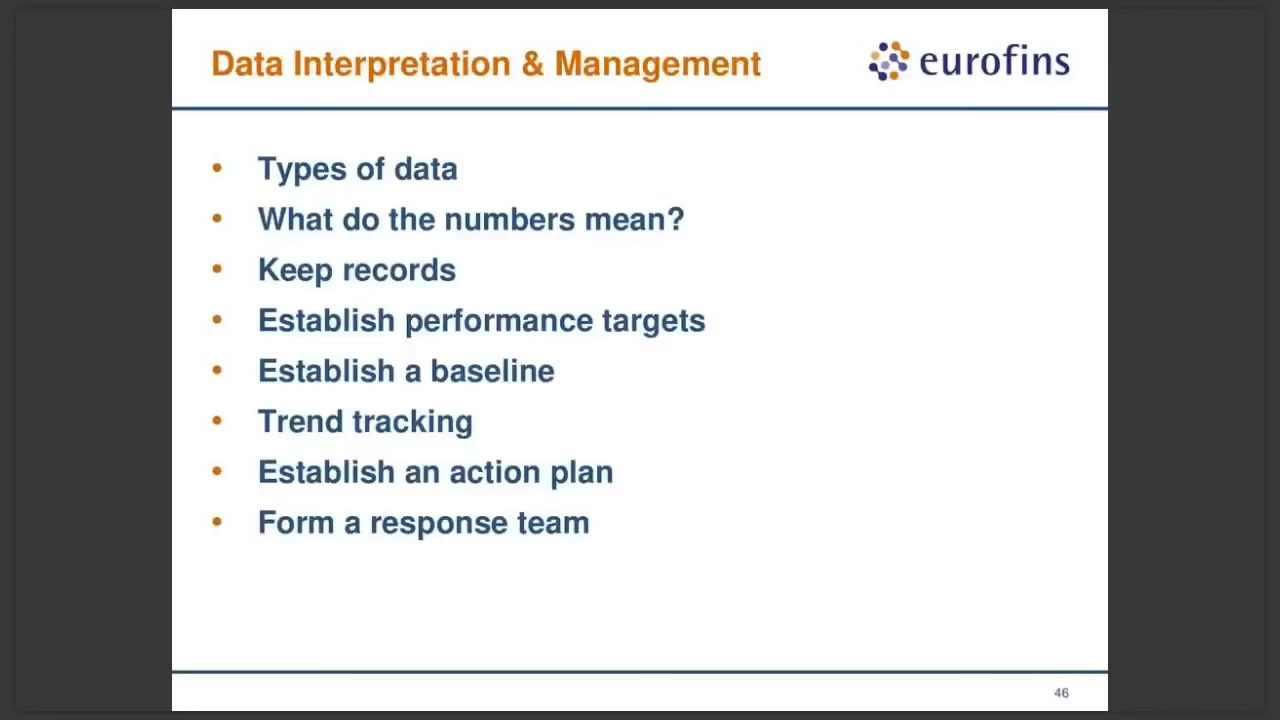 Data Interpretation & Management
eurofins
• Types of data
• What do the numbers mean?
• Keep records
• Establish performance targets
• Establish a baseline
• Trend tracking
• Establish an action plan
• Form a response team
46